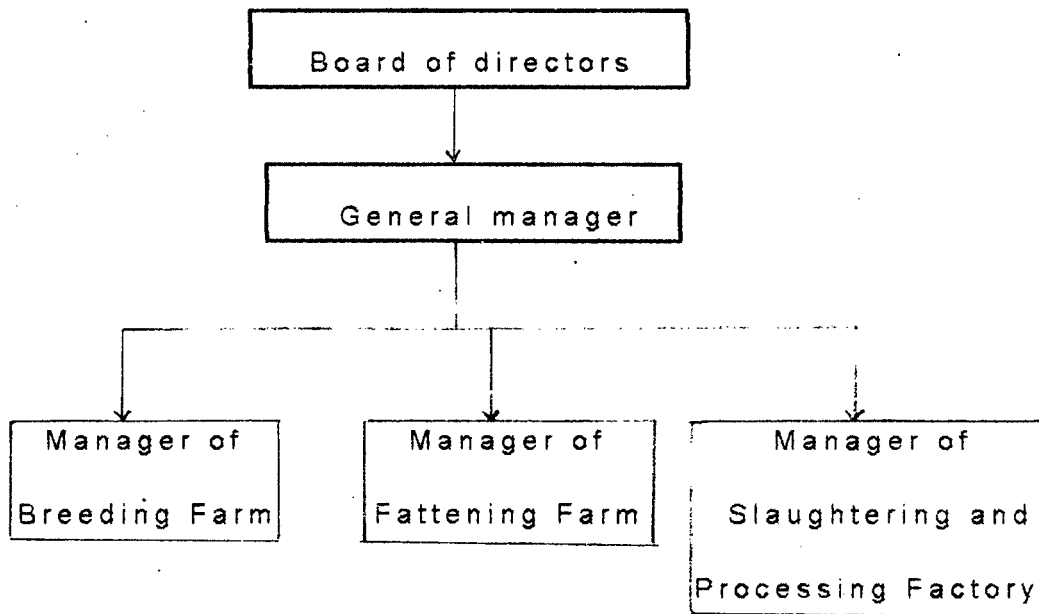 Board of directors
General manager
Manager of
Breeding Farm
Manager of
Fattening Farm
Manager of
Slaughtering and
Processing Factory